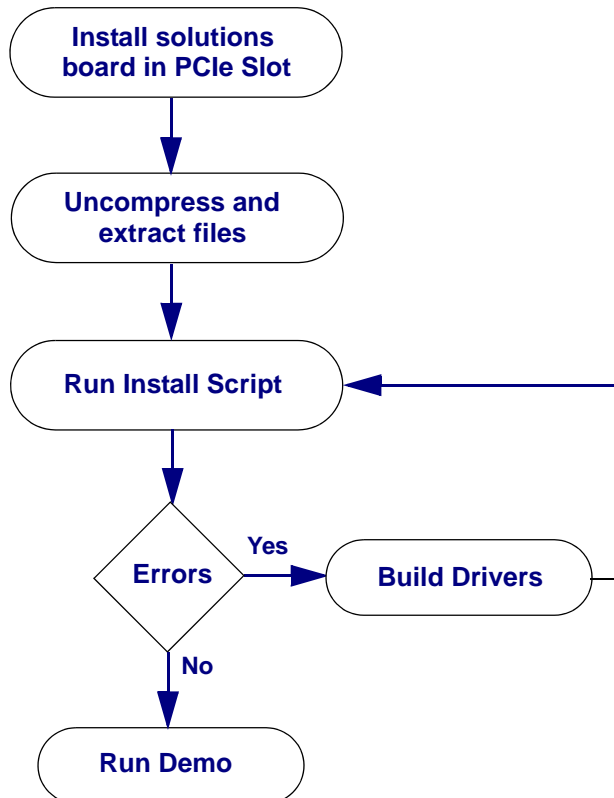 Install solutions
board in PCIe Slot
Uncompress and
extract files
Run Install Script
Errors
Yes
Build Drivers
No
Run Demo